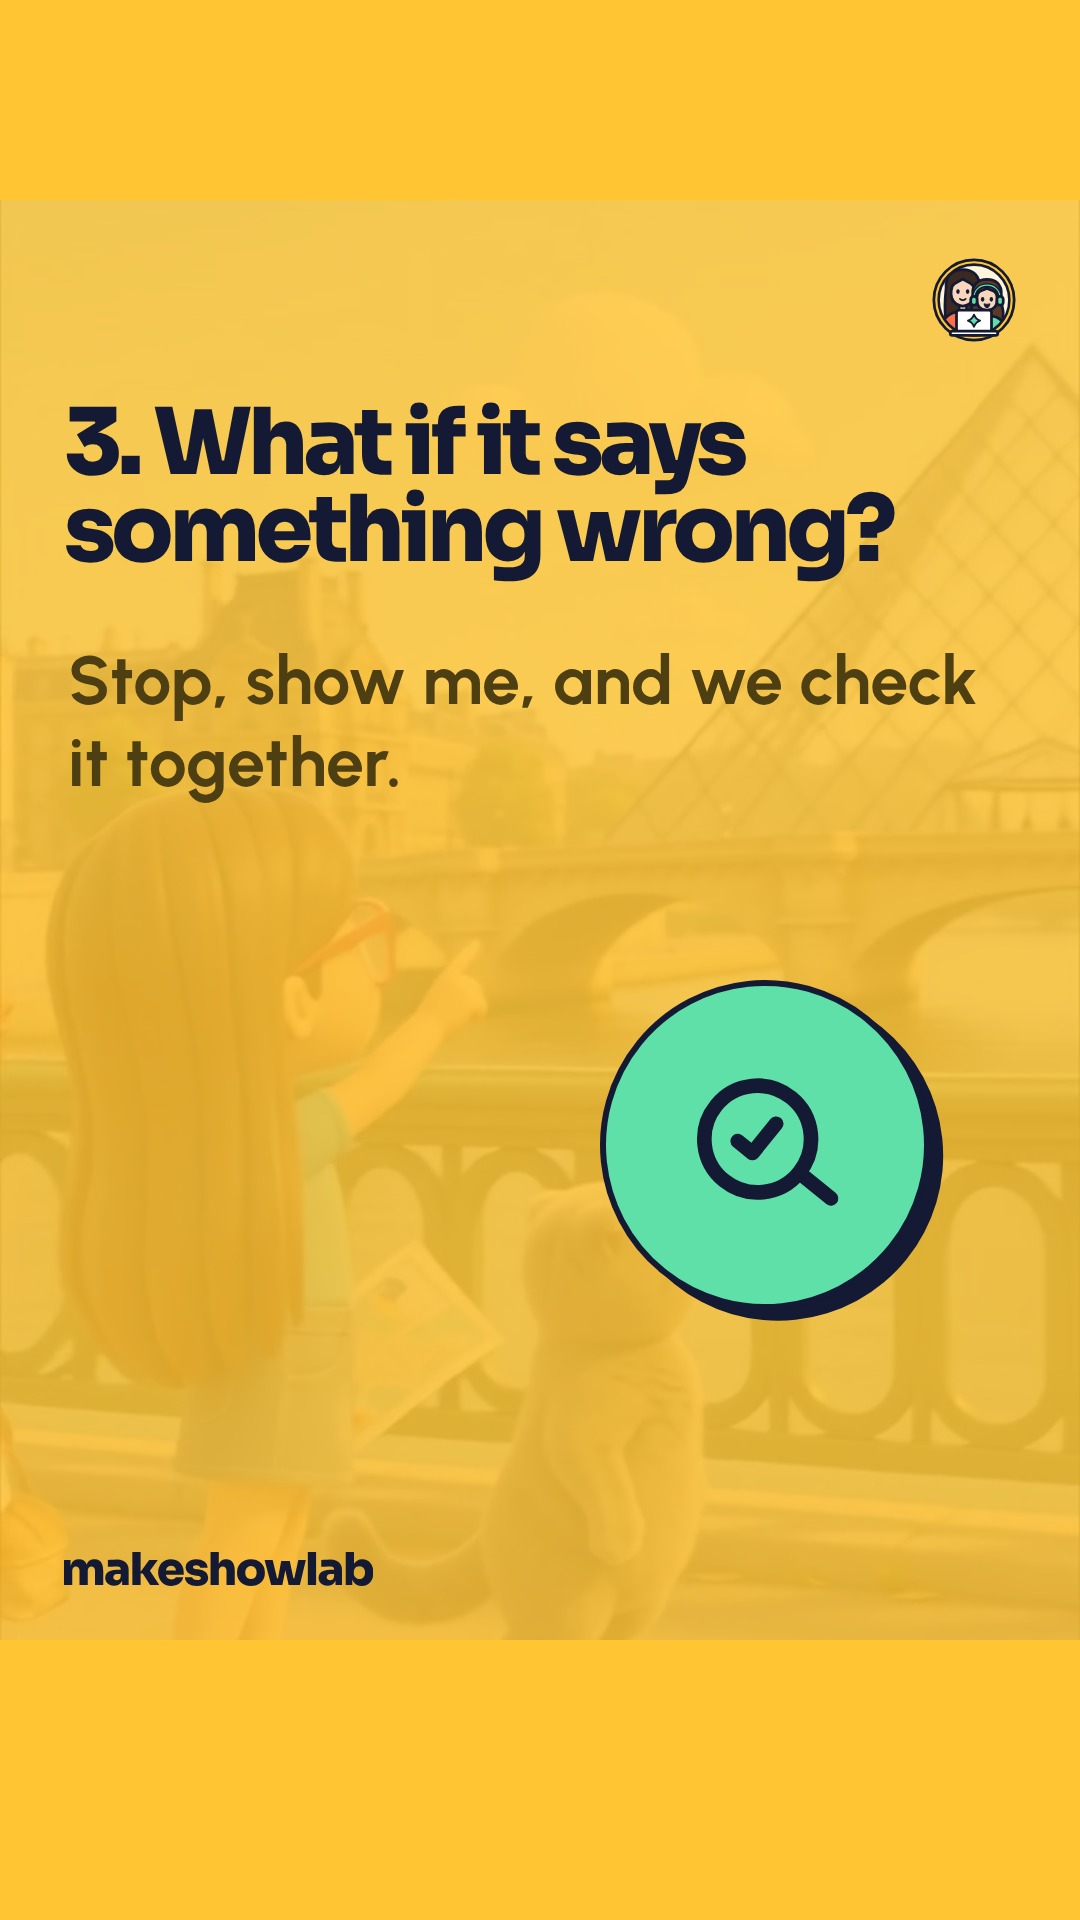 3. What if it says
something wrong?
Stop, show me, and we check
it together.
makeshowlab